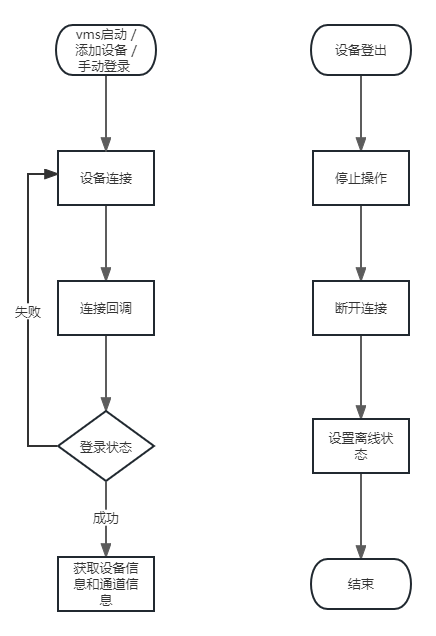 vms启动 /
添加设备 /
手动登录
设备连接
连接回调
失败
登录状态
成功
获取设备信
息和通道信
息
设备登出
停止操作
断开连接
设置离线状
态
结束